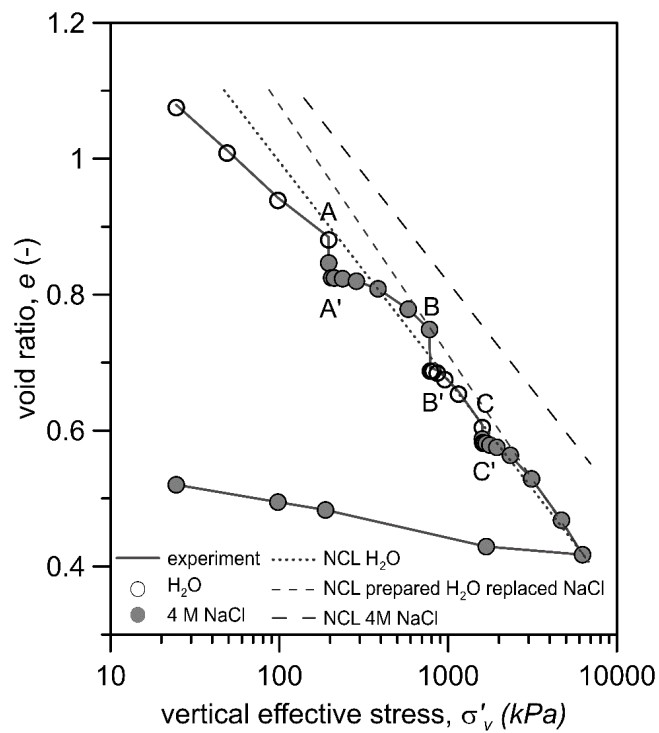 1.2
1
0.8
0.6
0.4
void ratio, e (-)
A
A'
B
B'
C
C'
experiment
H₂O
4 M NaCl
NCL H₂O
NCL prepared H₂O replaced NaCl
NCL 4M NaCl
10 100 1000 10000
vertical effective stress, σ'ᵥ (kPa)